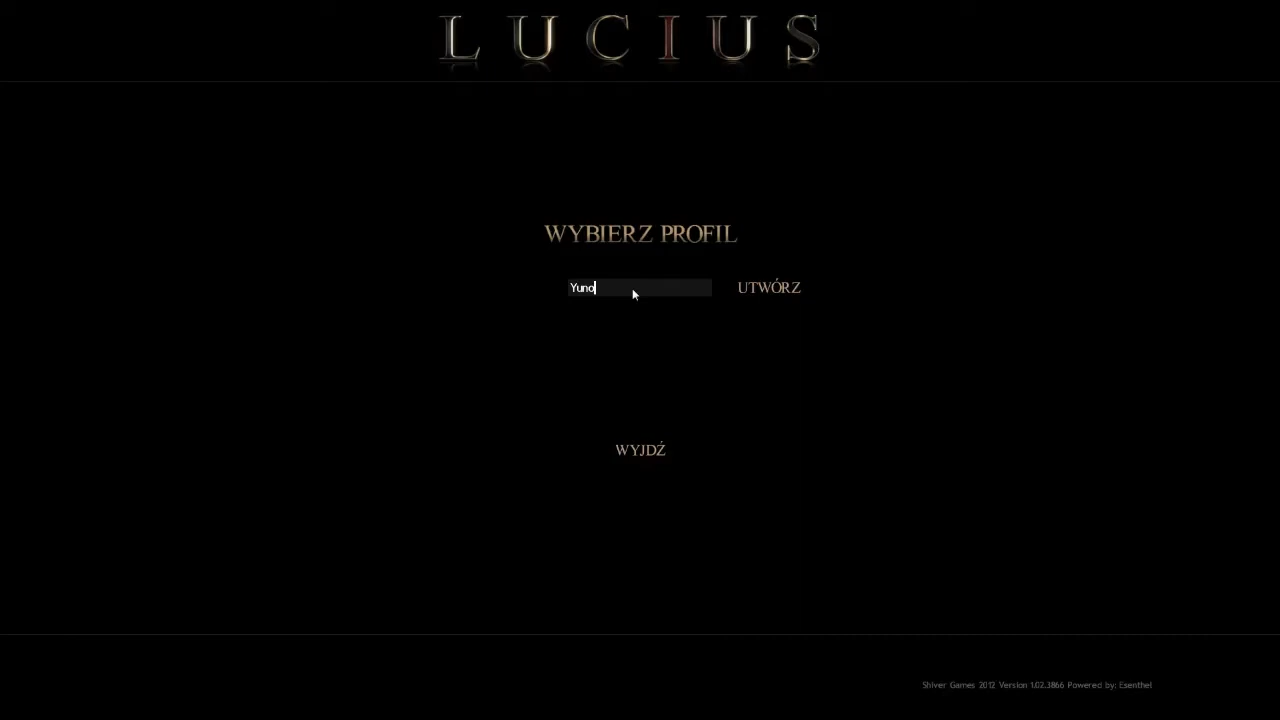 LUCIUS
WYBIERZ PROFIL
Yuno
UTWÓRZ
WYJDŹ
Shiver Games 2012 Version 1.02.3866 Powered by: Esenthel